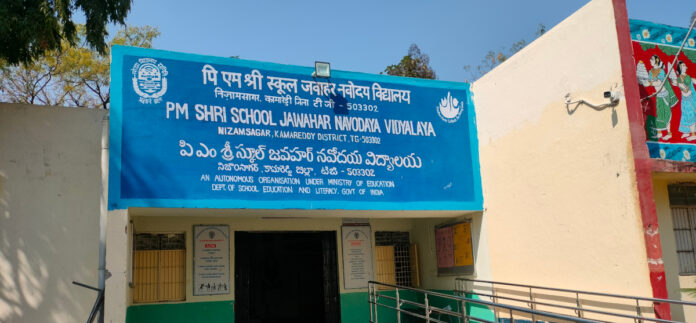 पि एम श्री स्कूल जवाहर नवोदय विद्यालय
निज़ामसागर, कामारेड्डी जिला टी जी - 503302
PM SHRI SCHOOL JAWAHAR NAVODAYA VIDYALAYA
NIZAMSAGAR, KAMAREDDY DISTRICT, TG-503302
పి ఎం శ్రీ స్కూల్ జవహర్ నవోదయ విద్యాలయ
నిజాంసాగర్, కామారెడ్డి జిల్లా, టి.జి - 503302
AN AUTONOMOUS ORGANISATION UNDER MINISTRY OF EDUCATION
DEPT. OF SCHOOL EDUCATION AND LITERACY. GOVT OF INDIA